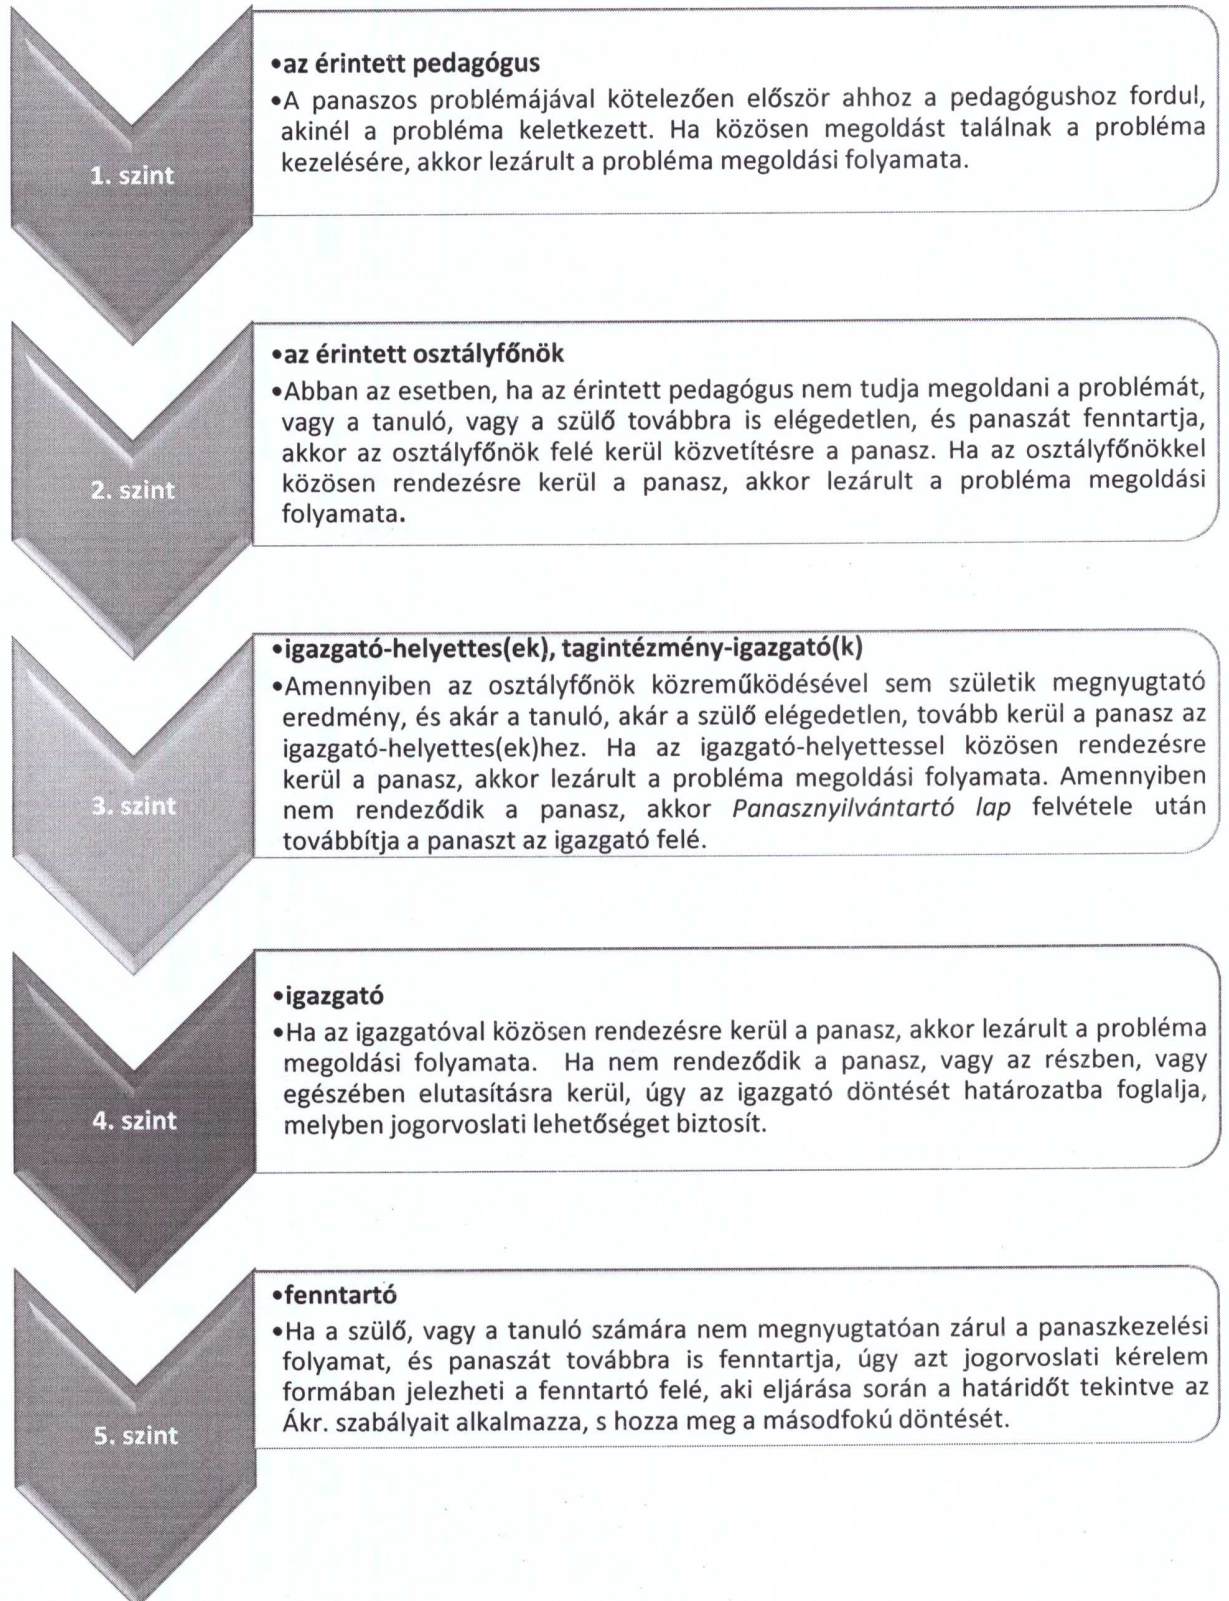 1. szint
•az érintett pedagógus
•A panaszos problémájával kötelezően először ahhoz a pedagógushoz fordul,
akinél a probléma keletkezett. Ha közösen megoldást találnak a probléma
kezelésére, akkor lezárult a probléma megoldási folyamata.
2. szint
•az érintett osztályfőnök
•Abban az esetben, ha az érintett pedagógus nem tudja megoldani a problémát,
vagy a tanuló, vagy a szülő továbbra is elégedetlen, és panaszát fenntartja,
akkor az osztályfőnök felé kerül közvetítésre a panasz. Ha az osztályfőnökkel
közösen rendezésre kerül a panasz, akkor lezárult a probléma megoldási
folyamata.
3. szint
•igazgató-helyettes(ek), tagintézmény-igazgató(k)
•Amennyiben az osztályfőnök közreműködésével sem születik megnyugtató
eredmény, és akár a tanuló, akár a szülő elégedetlen, tovább kerül a panasz az
igazgató-helyettes(ek)hez. Ha az igazgató-helyettessel közösen rendezésre
kerül a panasz, akkor lezárult a probléma megoldási folyamata. Amennyiben
nem rendeződik a panasz, akkor Panasznyilvántartó lap felvétele után
továbbítja a panaszt az igazgató felé.
4. szint
•igazgató
•Ha az igazgatóval közösen rendezésre kerül a panasz, akkor lezárult a probléma
megoldási folyamata. Ha nem rendeződik a panasz, vagy az részben, vagy
egészében elutasításra kerül, úgy az igazgató döntését határozatba foglalja,
melyben jogorvoslati lehetőséget biztosít.
5. szint
•fenntartó
•Ha a szülő, vagy a tanuló számára nem megnyugtatóan zárul a panaszkezelési
folyamat, és panaszát továbbra is fenntartja, úgy azt jogorvoslati kérelem
formában jelezheti a fenntartó felé, aki eljárása során a határidőt tekintve az
Ákr. szabályait alkalmazza, s hozza meg a másodfokú döntését.